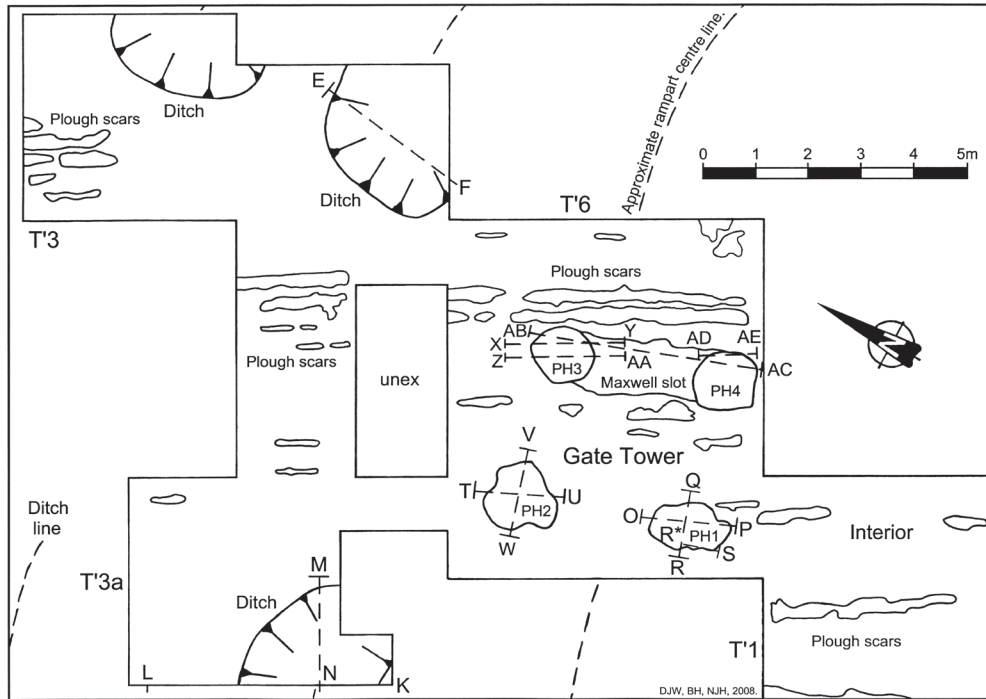 Ditch
Plough scars
T'3
E
F
Ditch
T'6
Approximate rampart centre line.
0 1 2 3 4 5m
N
Plough scars
Plough scars
unex
AB
X
Z
Y
AA
AD
AE
AC
PH3
Maxwell slot
PH4
Gate Tower
V
T
U
PH2
W
Q
O
P
R*
PH1
S
R
Interior
Ditch
line
T'3a
M
Ditch
L
N
K
T'1
Plough scars
DJW, BH, NJH, 2008.